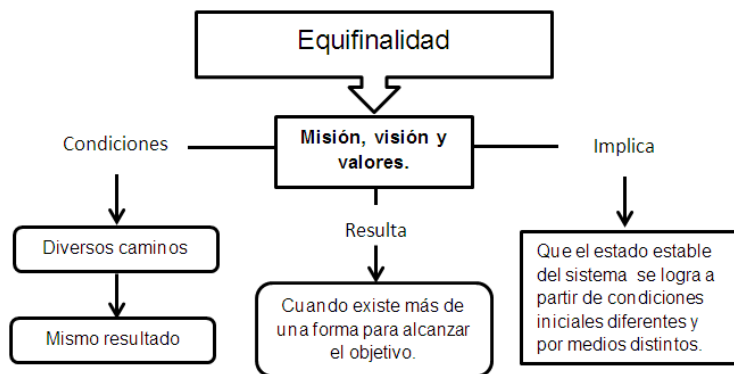 Equifinalidad
Misión, visión y
valores.
Condiciones
Implica
Resulta
Diversos caminos
Mismo resultado
Cuando existe más de
una forma para alcanzar
el objetivo.
Que el estado estable
del sistema se logra a
partir de condiciones
iniciales diferentes y
por medios distintos.